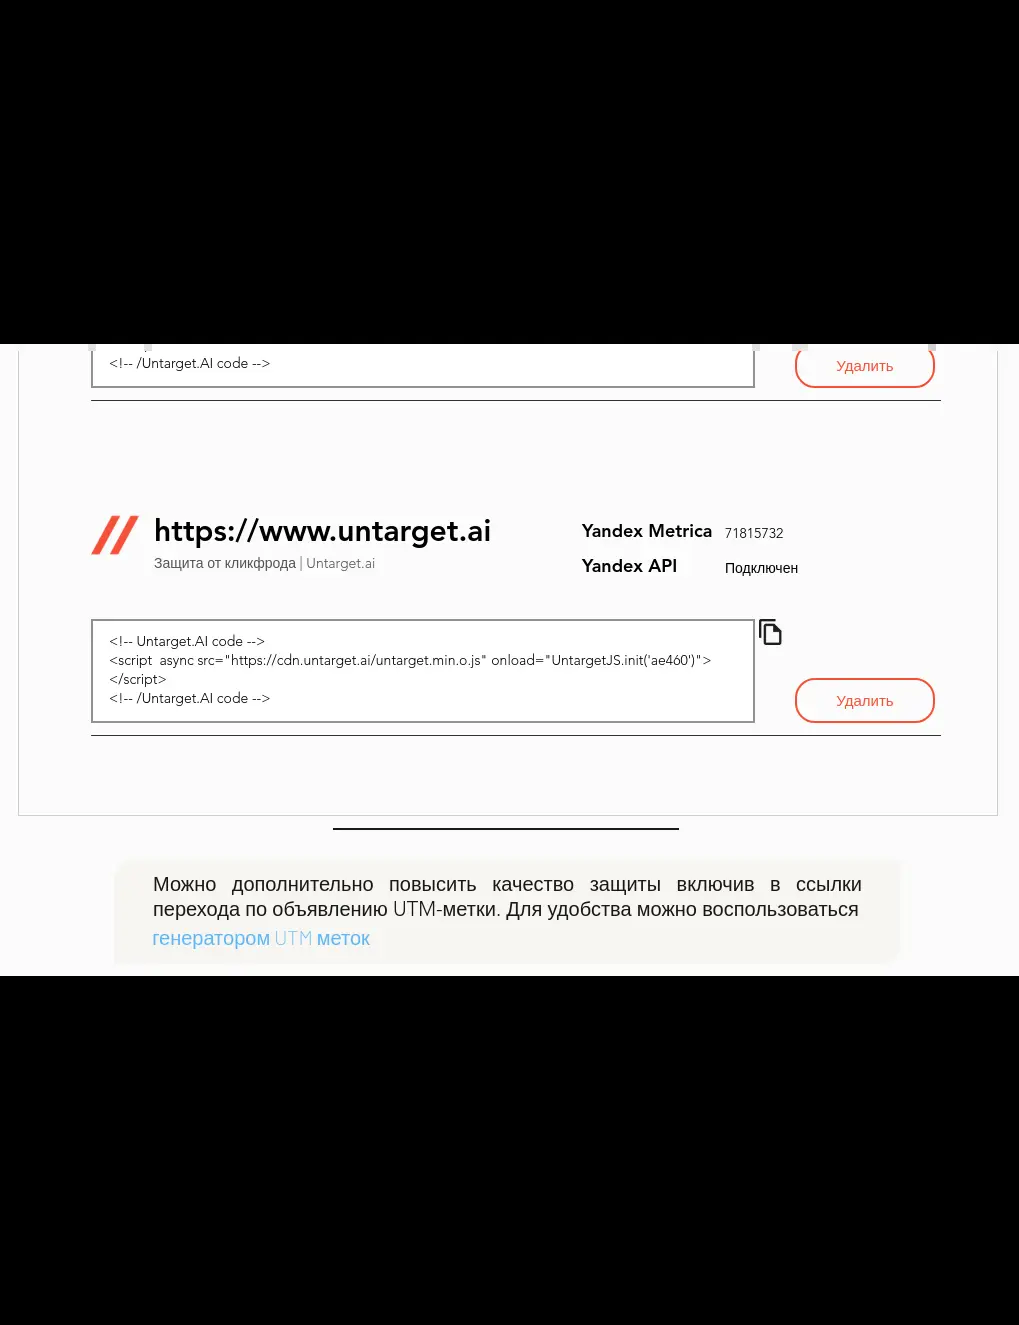 <!-- /Untarget.AI code -->
Удалить
https://www.untarget.ai
Защита от кликфрода | Untarget.ai
Yandex Metrica 71815732
Yandex API Подключен
<!-- Untarget.AI code -->
<script  async src="https://cdn.untarget.ai/untarget.min.o.js" onload="UntargetJS.init('ae460')">
</script>
<!-- /Untarget.AI code -->
Удалить
Можно дополнительно повысить качество защиты включив в ссылки
перехода по объявлению UTM-метки. Для удобства можно воспользоваться
генератором UTM меток